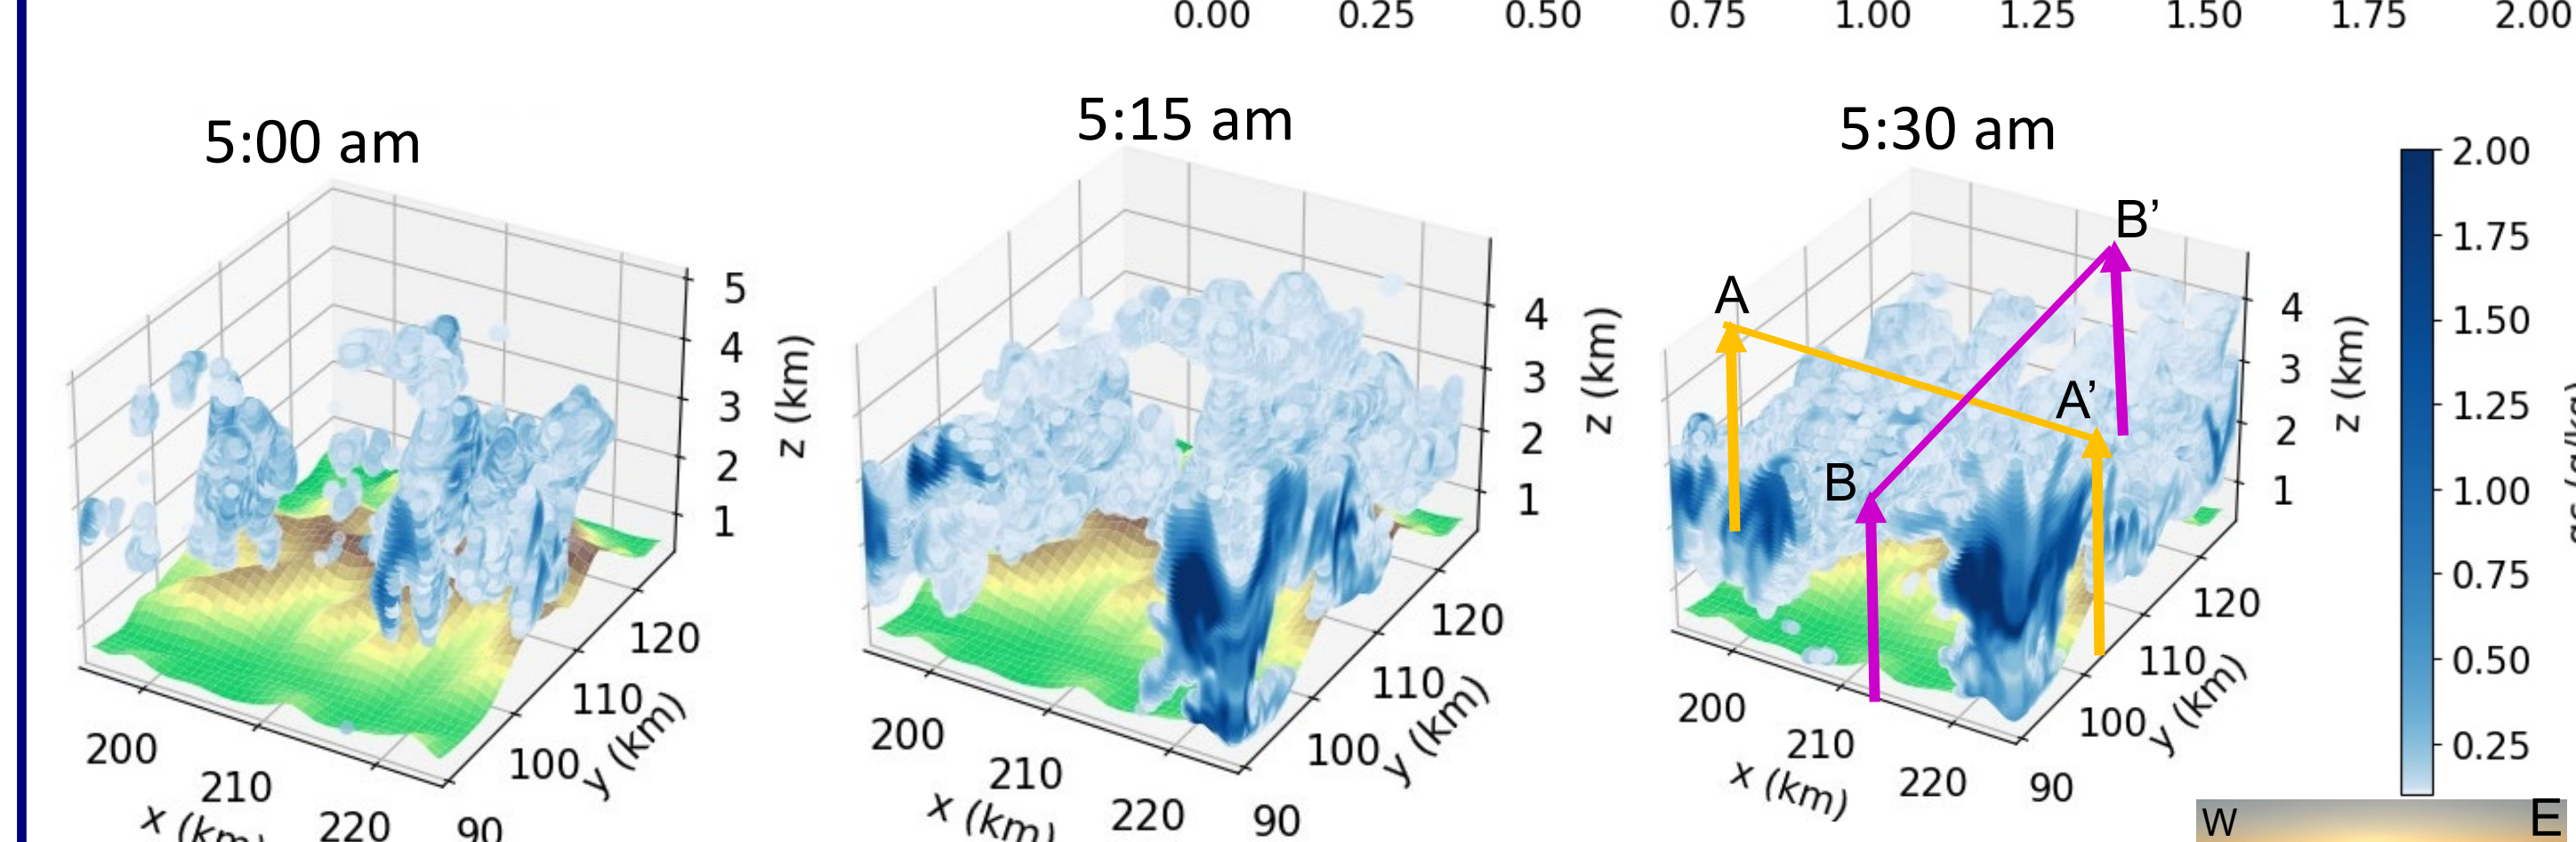 0.00 0.25 0.50 0.75 1.00 1.25 1.50 1.75 2.00
5:00 am
5:15 am
5:30 am
5
4
3
2
1
z (km)
200
210
220
x (km)
90
100
110
120
y (km)
4
3
2
1
z (km)
200
210
220
x (km)
90
100
110
120
y (km)
A
A’
B
B’
4
3
2
1
z (km)
200
210
220
x (km)
90
100
110
120
y (km)
2.00
1.75
1.50
1.25
1.00
0.75
0.50
0.25
W E